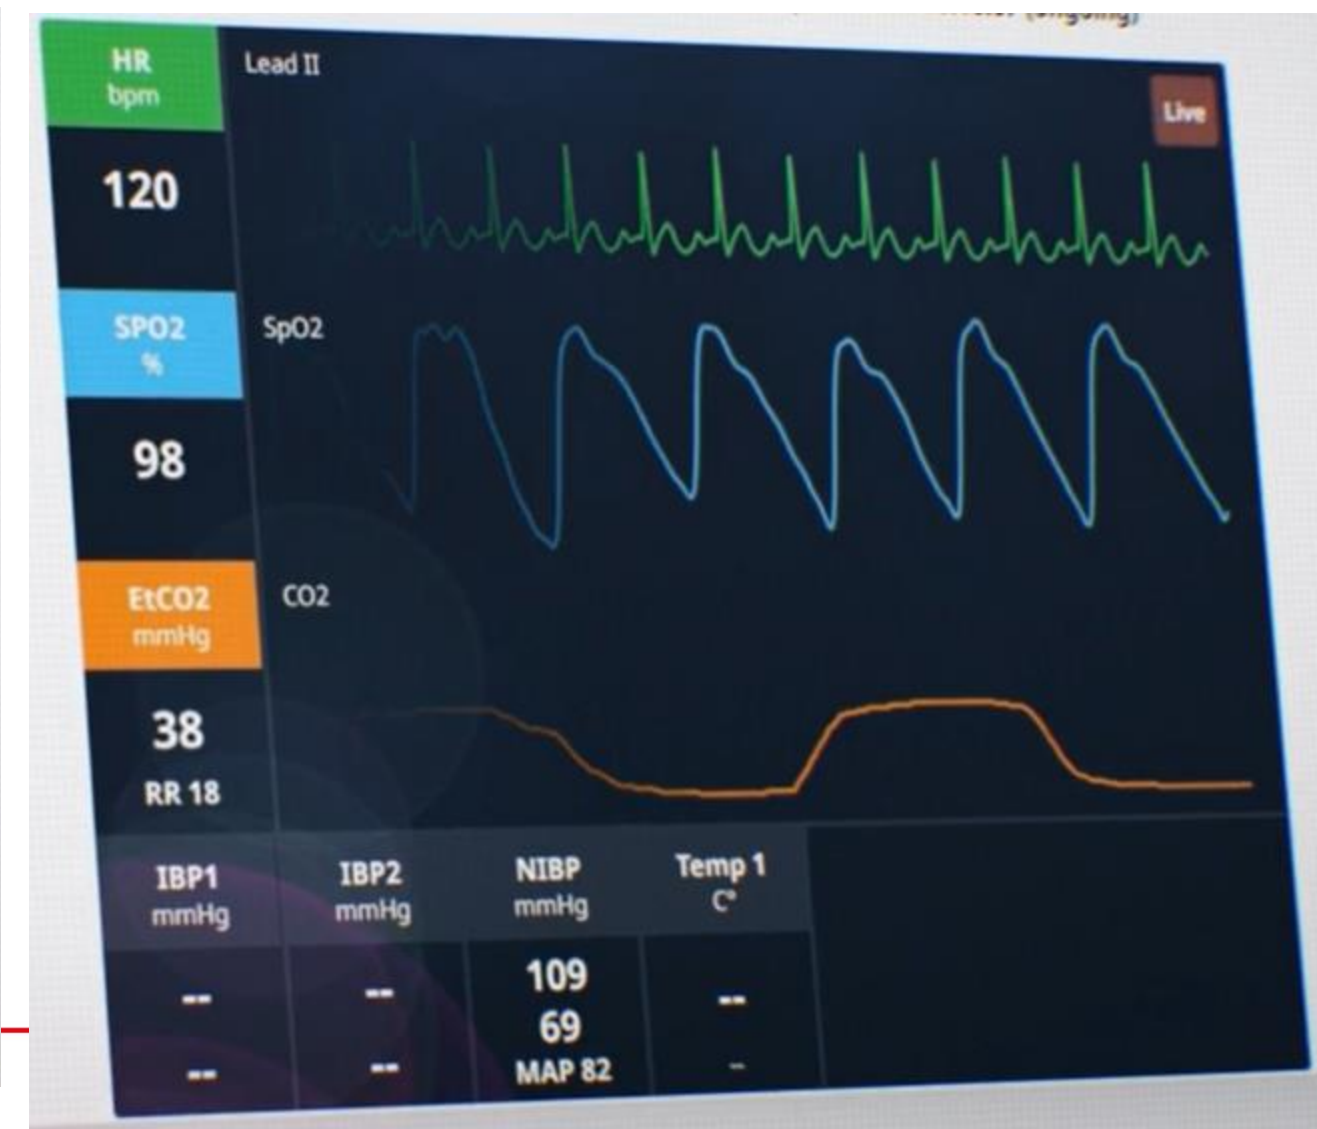 (ongoing)
HR
bpm
Lead II
Live
120
SPO2
%
SpO2
98
EtCO2
mmHg
CO2
38
RR 18
IBP1
mmHg
IBP2
mmHg
NIBP
mmHg
Temp 1
C°
--
--
--
--
109
69
MAP 82
--
--